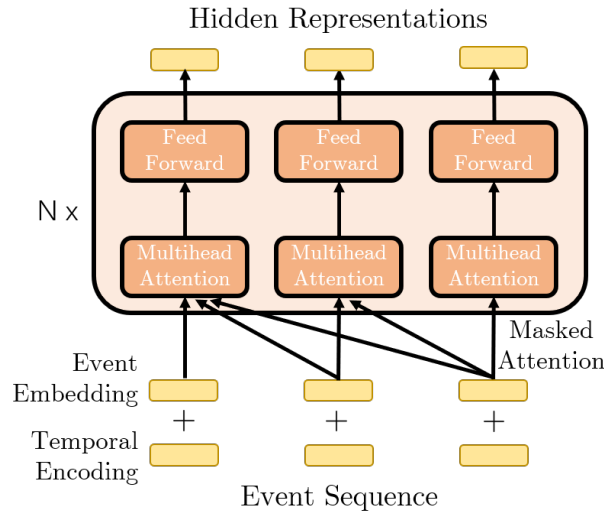 Hidden Representations
Feed
Forward
Feed
Forward
Feed
Forward
N x
Multihead
Attention
Multihead
Attention
Multihead
Attention
Masked
Attention
Event
Embedding
+
+
+
Temporal
Encoding
Event Sequence